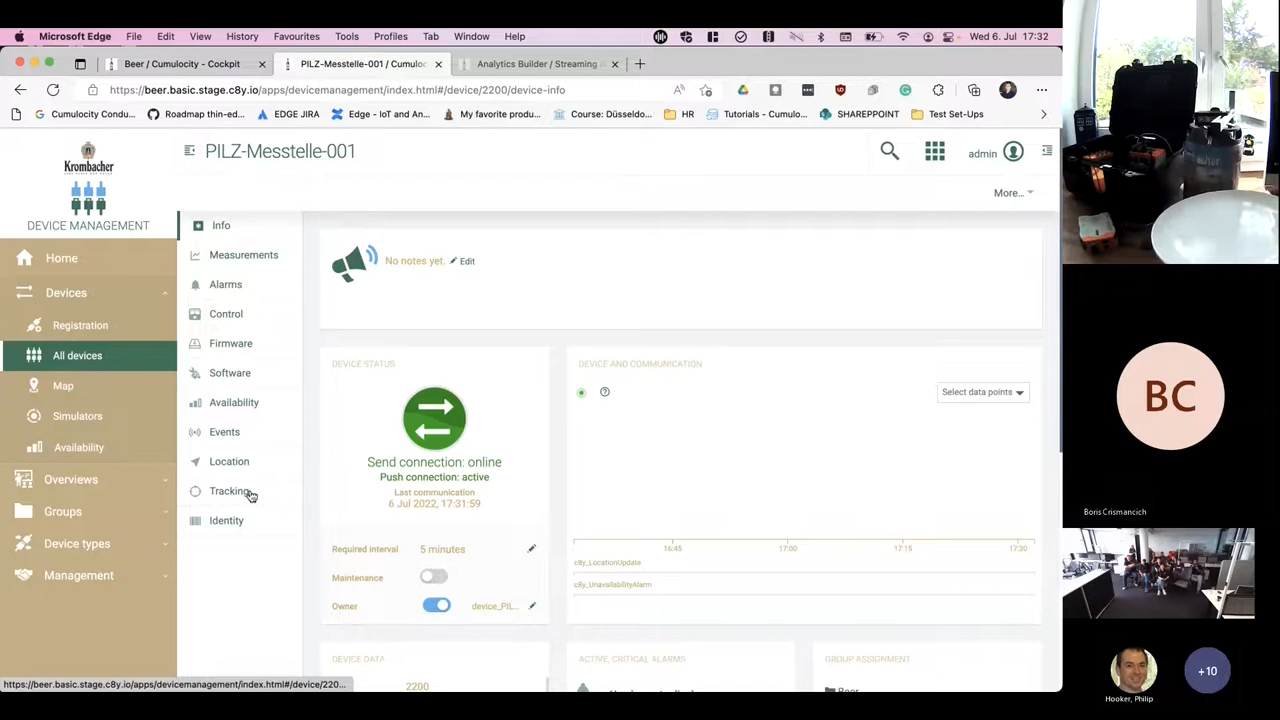 Microsoft Edge File Edit View History Favourites Tools Profiles Tab Window Help Wed 6. Jul 17:32
Beer / Cumulocity - Cockpit PILZ-Messtelle-001 / Cumuloc Analytics Builder / Streaming
https://beer.basic.stage.c8y.io/apps/devicemanagement/index.html#/device/2200/device-info
Cumulocity Condu... Roadmap thin-ed... EDGE JIRA Edge - IoT and An... My favorite produ... Course: Düsseldo... HR Tutorials - Cumulo... SHAREPPOINT Test Set-Ups
Krombacher
DEVICE MANAGEMENT
PILZ-Messtelle-001
admin
More...
Home
Devices
Registration
All devices
Map
Simulators
Availability
Overviews
Groups
Device types
Management
Info
Measurements
Alarms
Control
Firmware
Software
Availability
Events
Location
Tracking
Identity
No notes yet. Edit
DEVICE STATUS
Send connection: online
Push connection: active
Last communication
6 Jul 2022, 17:31:59
Required interval 5 minutes
Maintenance
Owner device_PIL...
DEVICE AND COMMUNICATION
Select data points
16:45 17:00 17:15 17:30
c8y_LocationUpdate
c8y_UnavailabilityAlarm
DEVICE DATA
2200
ACTIVE, CRITICAL ALARMS
GROUP ASSIGNMENT
Beer
https://beer.basic.stage.c8y.io/apps/devicemanagement/index.html#/device/220...
BC
Boris Crismancich
Hooker, Philip
+10